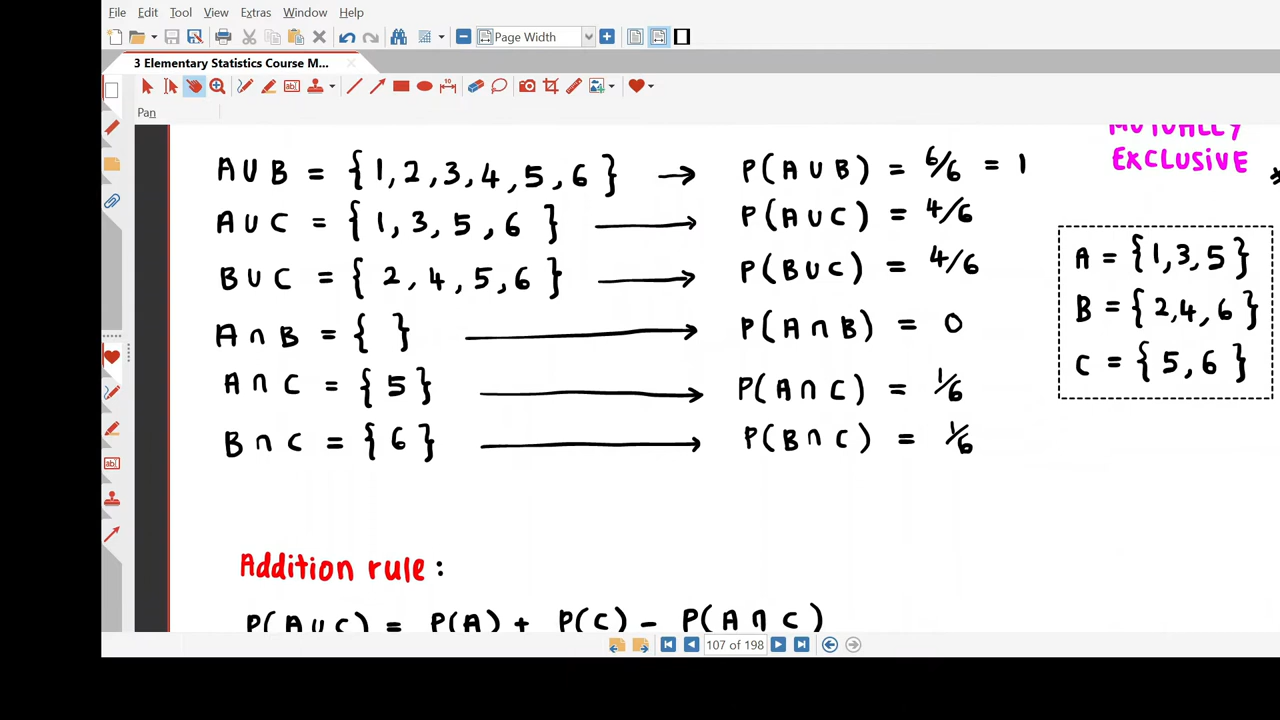 File Edit Tool View Extras Window Help
Page Width
3 Elementary Statistics Course M...
Pan
MUTUALLY
EXCLUSIVE
A ∪ B = {1, 2, 3, 4, 5, 6} → P(A ∪ B) = 6/6 = 1
A ∪ C = {1, 3, 5, 6} → P(A ∪ C) = 4/6
B ∪ C = {2, 4, 5, 6} → P(B ∪ C) = 4/6
A ∩ B = { } → P(A ∩ B) = 0
A ∩ C = {5} → P(A ∩ C) = 1/6
B ∩ C = {6} → P(B ∩ C) = 1/6
A = {1, 3, 5}
B = {2, 4, 6}
C = {5, 6}
Addition rule:
P(A ∪ C) = P(A) + P(C) − P(A ∩ C)
107 of 198